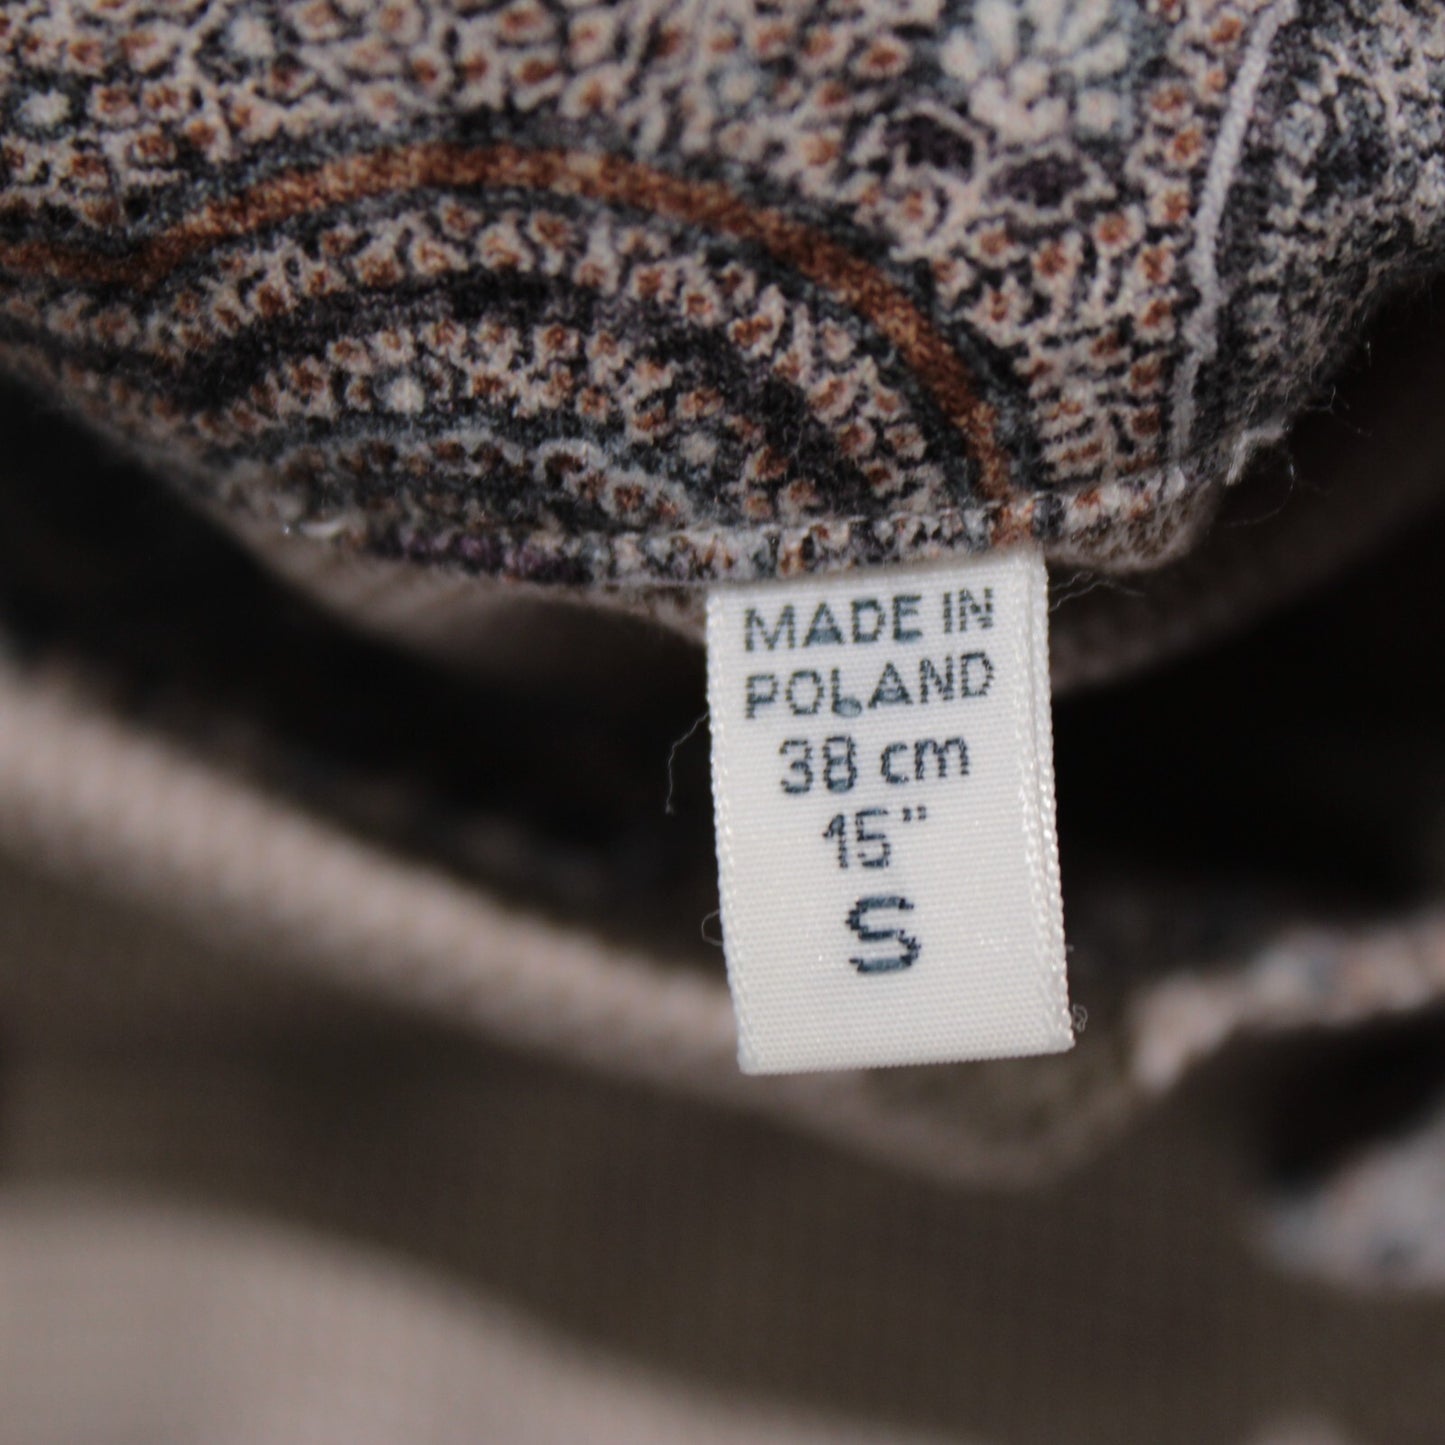 MADE IN
POLAND
38 cm
15"
S